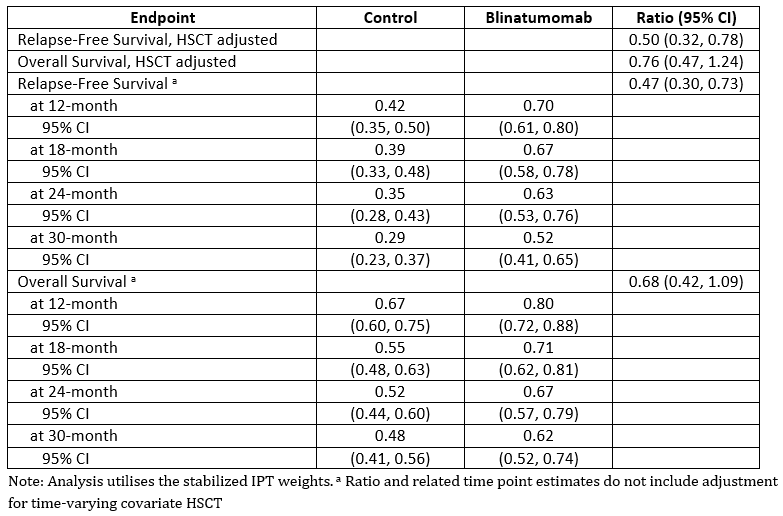 Endpoint Control Blinatumomab Ratio (95% CI)
Relapse-Free Survival, HSCT adjusted 0.50 (0.32, 0.78)
Overall Survival, HSCT adjusted 0.76 (0.47, 1.24)
Relapse-Free Survival ᵃ 0.47 (0.30, 0.73)
at 12-month 0.42 0.70
95% CI (0.35, 0.50) (0.61, 0.80)
at 18-month 0.39 0.67
95% CI (0.33, 0.48) (0.58, 0.78)
at 24-month 0.35 0.63
95% CI (0.28, 0.43) (0.53, 0.76)
at 30-month 0.29 0.52
95% CI (0.23, 0.37) (0.41, 0.65)
Overall Survival ᵃ 0.68 (0.42, 1.09)
at 12-month 0.67 0.80
95% CI (0.60, 0.75) (0.72, 0.88)
at 18-month 0.55 0.71
95% CI (0.48, 0.63) (0.62, 0.81)
at 24-month 0.52 0.67
95% CI (0.44, 0.60) (0.57, 0.79)
at 30-month 0.48 0.62
95% CI (0.41, 0.56) (0.52, 0.74)
Note: Analysis utilises the stabilized IPT weights. ᵃ Ratio and related time point estimates do not include adjustment
for time-varying covariate HSCT